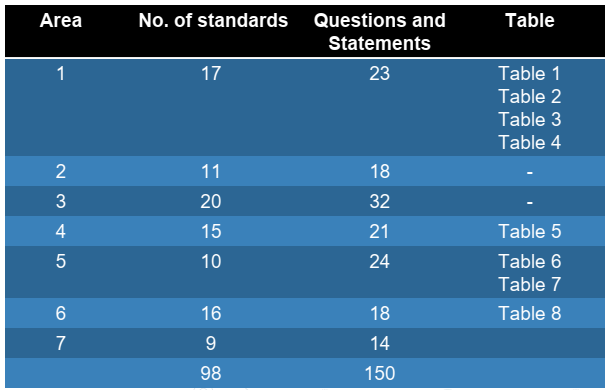 Area No. of standards Questions and Statements Table
1 17 23 Table 1
Table 2
Table 3
Table 4
2 11 18 -
3 20 32 -
4 15 21 Table 5
5 10 24 Table 6
Table 7
6 16 18 Table 8
7 9 14
98 150